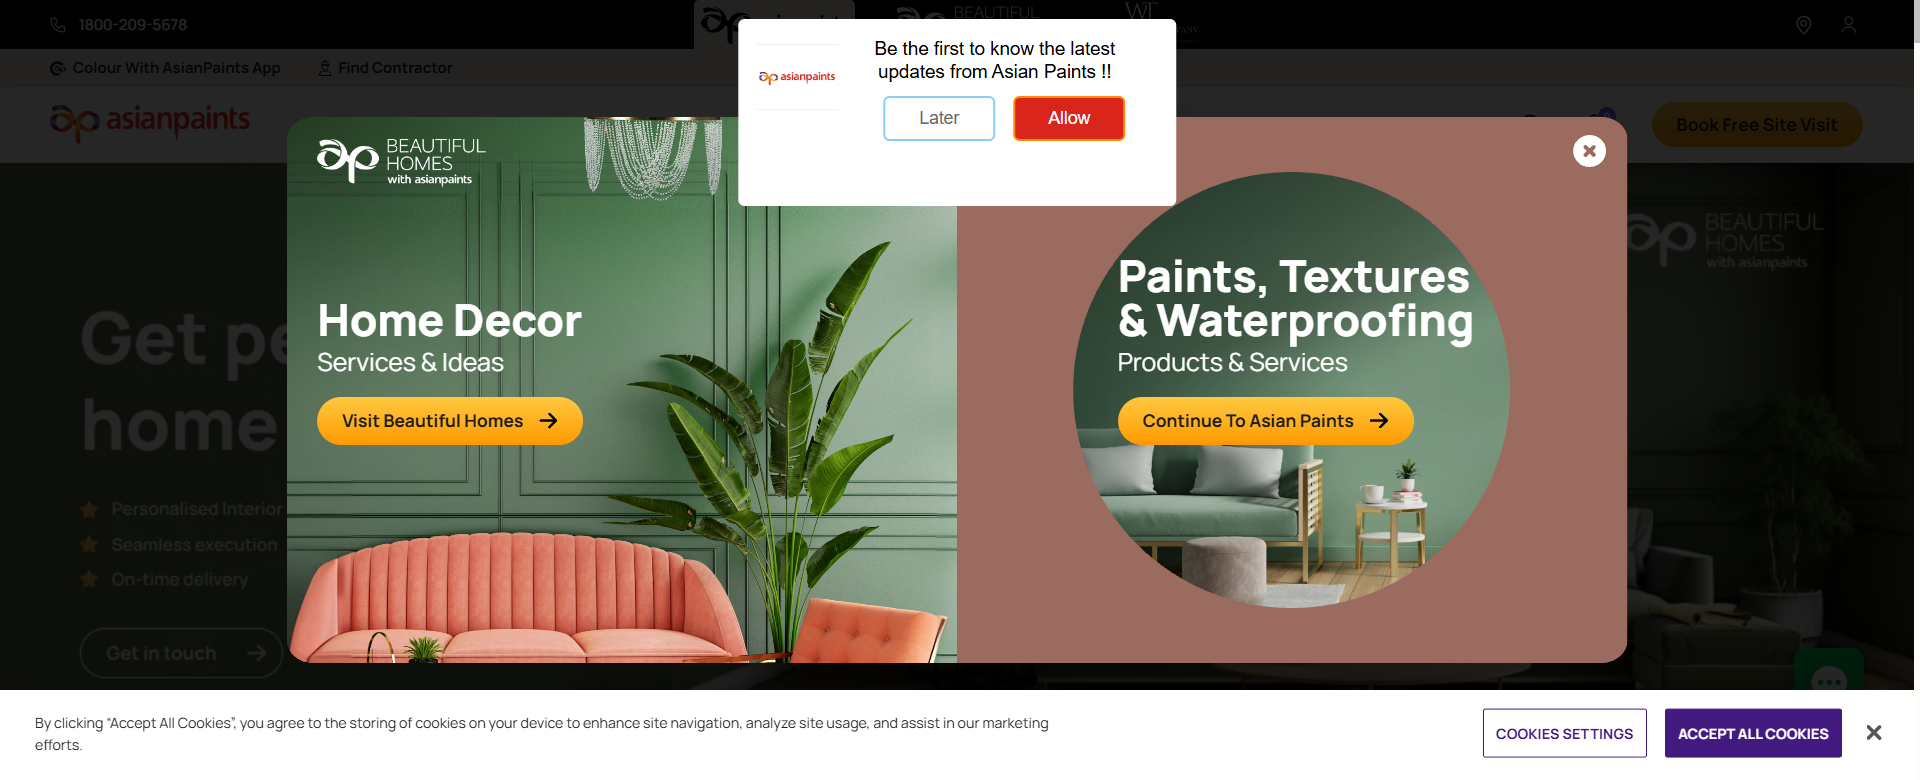 1800-209-5678
BEAUTIFUL
WT
Colour With AsianPaints App
Find Contractor
asianpaints
Book Free Site Visit
asianpaints
Be the first to know the latest
updates from Asian Paints !!
Later
Allow
BEAUTIFUL
HOMES
with asianpaints
Home Decor
Services & Ideas
Visit Beautiful Homes
Paints, Textures
& Waterproofing
Products & Services
Continue To Asian Paints
BEAUTIFUL
HOMES
with asianpaints
Get
home
Personalised Interior
Seamless execution
On-time delivery
Get in touch
By clicking “Accept All Cookies”, you agree to the storing of cookies on your device to enhance site navigation, analyze site usage, and assist in our marketing
efforts.
COOKIES SETTINGS
ACCEPT ALL COOKIES